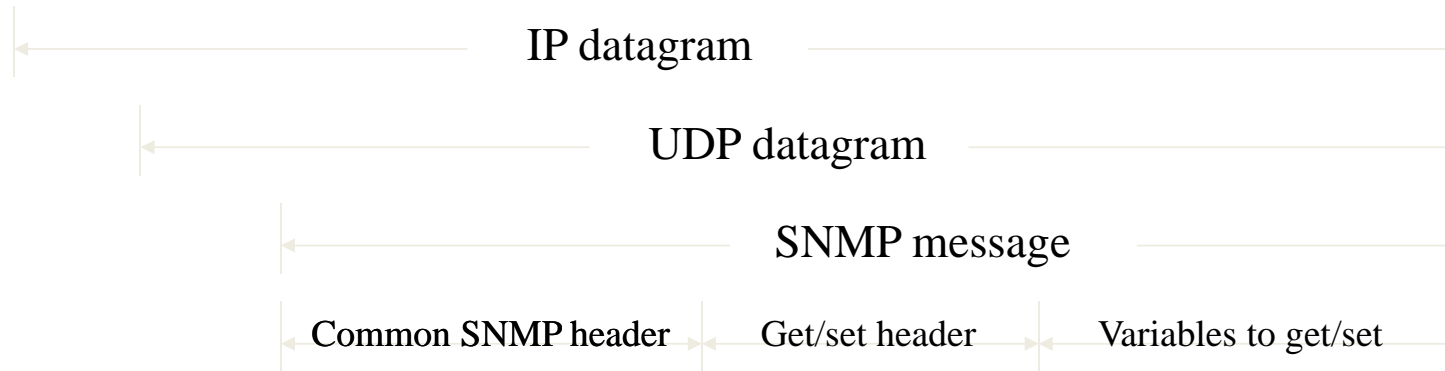 IP datagram
UDP datagram
SNMP message
Common SNMP header Get/set header Variables to get/set